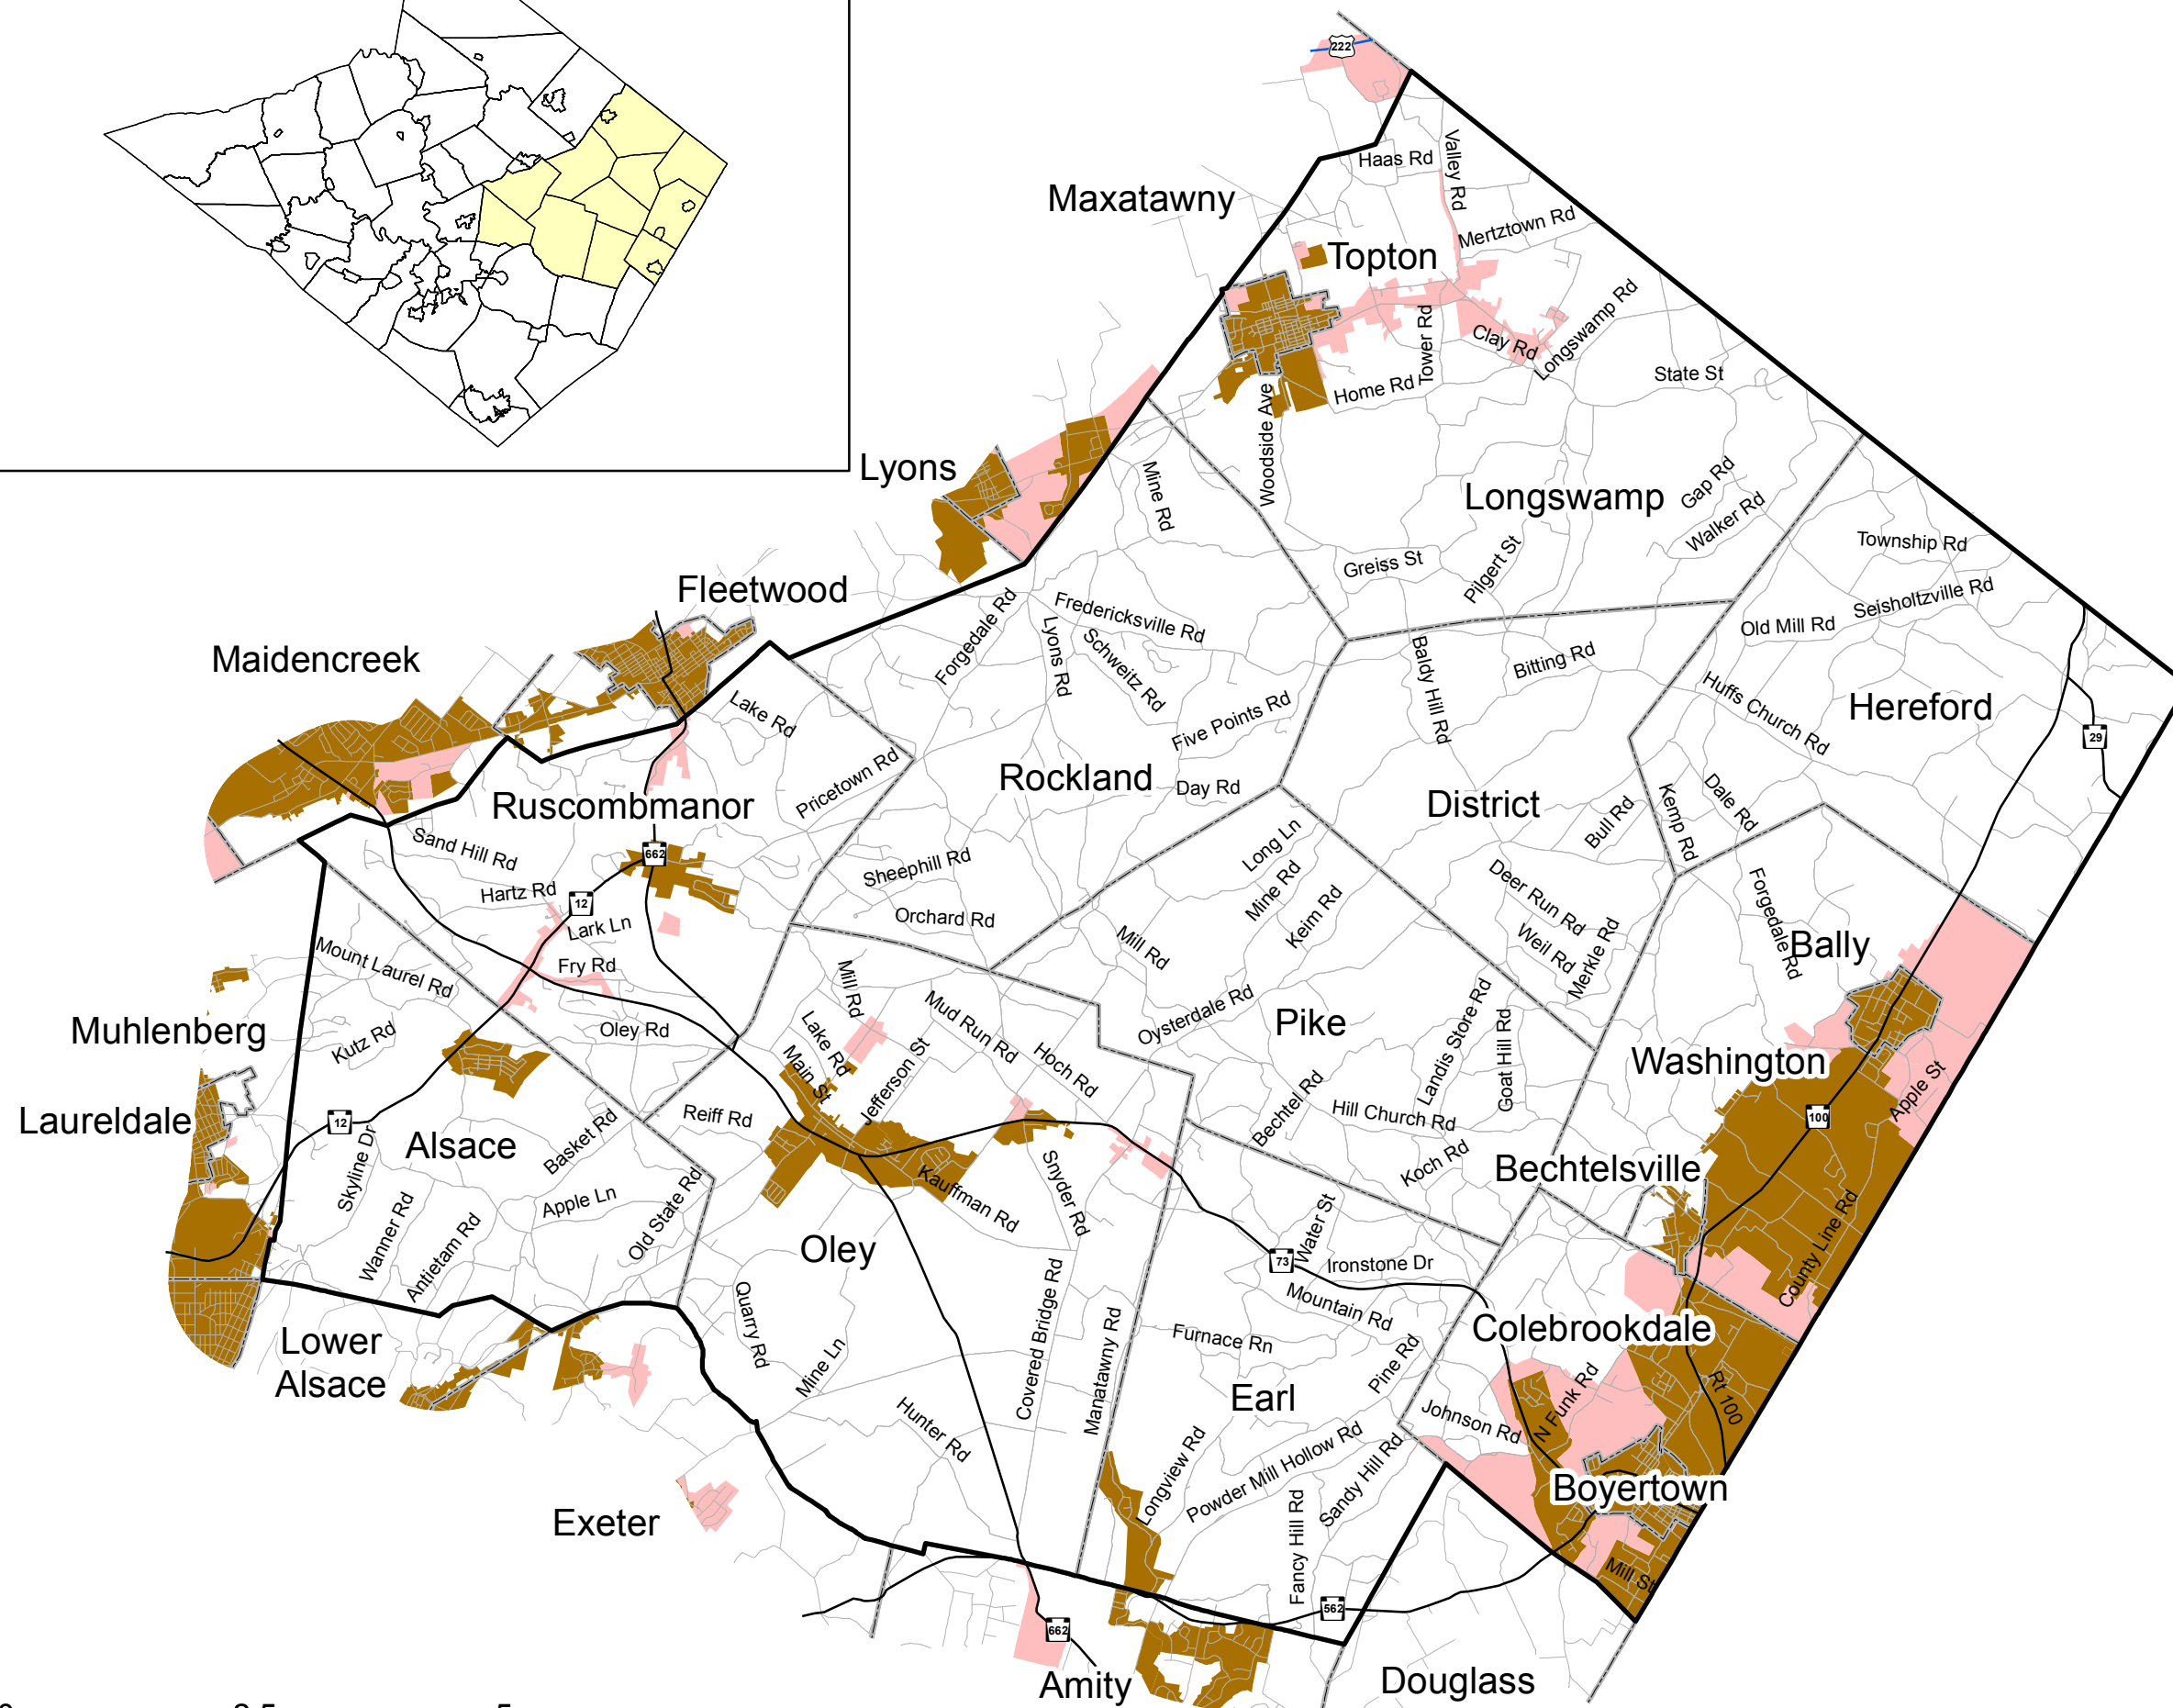 222
Haas Rd
Valley Rd
Maxatawny
Mertztown Rd
Topton
Longswamp Rd
Tower Rd
Clay Rd
State St
Home Rd
Woodside Ave
Lyons
Mine Rd
Longswamp
Gap Rd
Walker Rd
Township Rd
Greiss St
Pilgert St
Fleetwood
Seisholtzville Rd
Forgedale Rd
Fredericksville Rd
Old Mill Rd
Lyons Rd
Schweitz Rd
Maidencreek
Baldy Hill Rd
Bitting Rd
Huffs Church Rd
Hereford
Lake Rd
Five Points Rd
29
Pricetown Rd
Rockland
Day Rd
Ruscombmanor
District
Bull Rd
Kemp Rd
Dale Rd
Sand Hill Rd
662
Long Ln
Sheephill Rd
Hartz Rd
12
Mine Rd
Deer Run Rd
Forgedale Rd
Lark Ln
Orchard Rd
Keim Rd
Bally
Mount Laurel Rd
Fry Rd
Mill Rd
Weil Rd
Merkle Rd
Mill Rd
Muhlenberg
Kutz Rd
Oley Rd
Lake Rd
Mud Run Rd
Oysterdale Rd
Pike
Landis Store Rd
Goat Hill Rd
Main St
Jefferson St
Hoch Rd
Washington
Apple St
Laureldale
12
Reiff Rd
Bechtel Rd
Hill Church Rd
100
Skyline Dr
Alsace
Basket Rd
Koch Rd
Bechtelsville
Kauffman Rd
Snyder Rd
Wanner Rd
Antietam Rd
Apple Ln
Old State Rd
Oley
Water St
County Line Rd
73
Ironstone Dr
Quarry Rd
Covered Bridge Rd
Mountain Rd
Manatawny Rd
Furnace Rn
Colebrookdale
Lower
Alsace
Mine Ln
Pine Rd
Earl
N Funk Rd
Rt 100
Hunter Rd
Johnson Rd
Longview Rd
Powder Mill Hollow Rd
Sandy Hill Rd
Boyertown
Exeter
Fancy Hill Rd
Mill St
562
662
Amity
Douglass